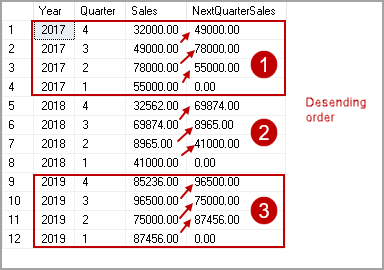 Year Quarter Sales NextQuarterSales
1 2017 4 32000.00 49000.00
2 2017 3 49000.00 78000.00
3 2017 2 78000.00 55000.00
4 2017 1 55000.00 0.00
5 2018 4 32562.00 69874.00
6 2018 3 69874.00 8965.00
7 2018 2 8965.00 41000.00
8 2018 1 41000.00 0.00
9 2019 4 85236.00 96500.00
10 2019 3 96500.00 75000.00
11 2019 2 75000.00 87456.00
12 2019 1 87456.00 0.00
1
2
3
Desending
order